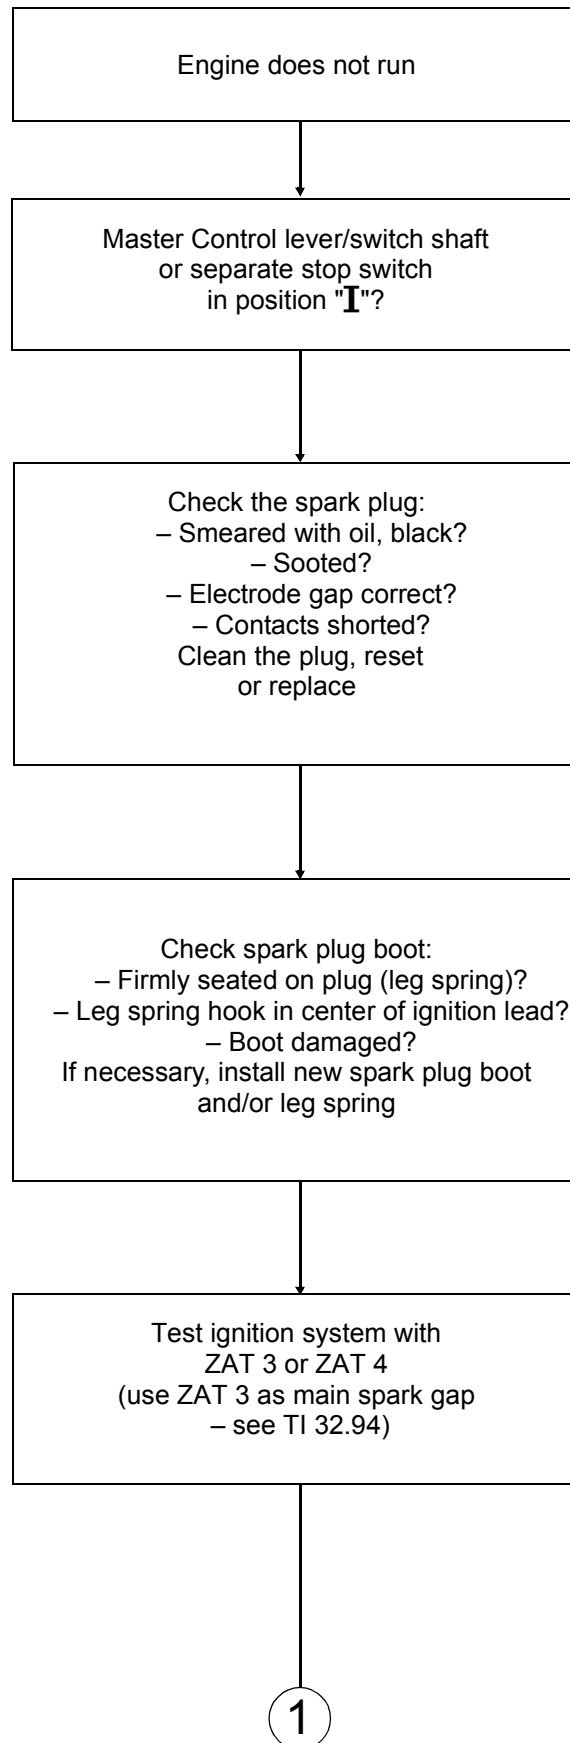 Engine does not run
Master Control lever/switch shaft
or separate stop switch
in position "I"?
Check the spark plug:
– Smeared with oil, black?
– Sooted?
– Electrode gap correct?
– Contacts shorted?
Clean the plug, reset
or replace
Check spark plug boot:
– Firmly seated on plug (leg spring)?
– Leg spring hook in center of ignition lead?
– Boot damaged?
If necessary, install new spark plug boot
and/or leg spring
Test ignition system with
ZAT 3 or ZAT 4
(use ZAT 3 as main spark gap
– see TI 32.94)
1